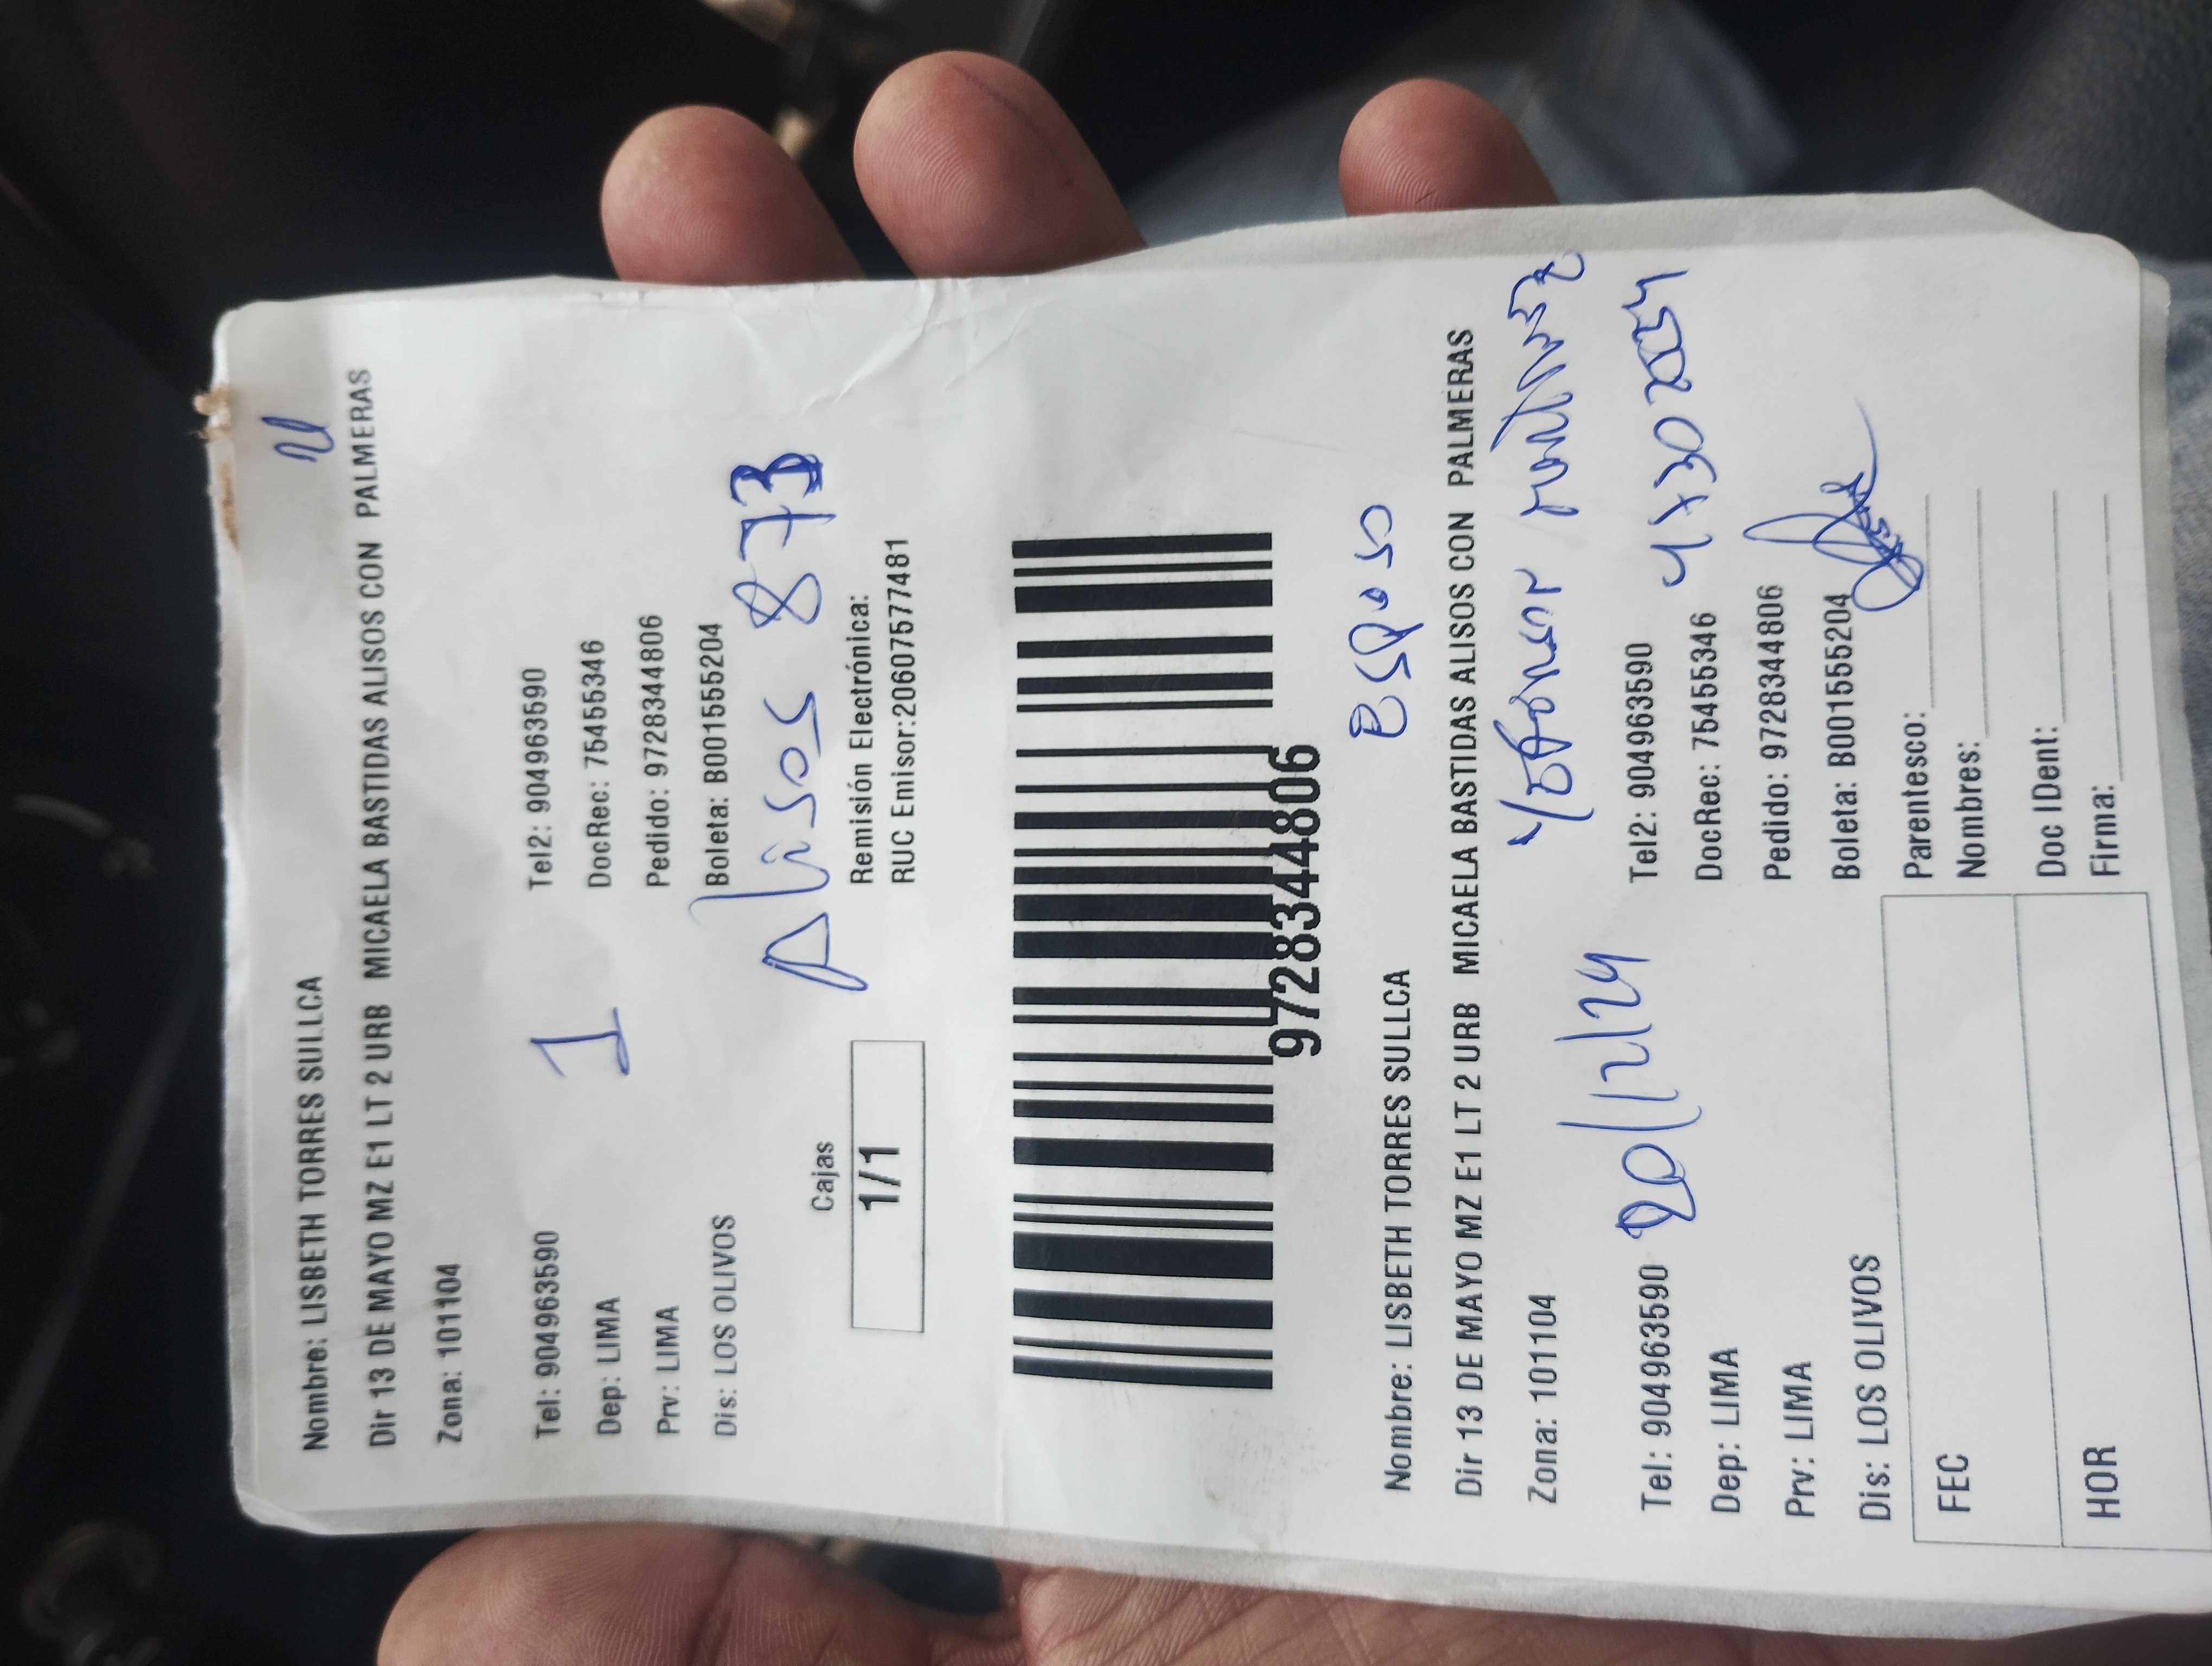 Nombre: LISBETH TORRES SULLCA
Dir 13 DE MAYO MZ E1 LT 2 URB MICAELA BASTIDAS ALISOS CON PALMERAS
Zona: 101104
1
Tel: 904963590 Tel2: 904963590
Dep: LIMA DocRec: 75455346
Prv: LIMA Pedido: 9728344806
Dis: LOS OLIVOS Boleta: B001555204
Alisos 873
Cajas Remisión Electrónica:
1/1 RUC Emisor:20607577481
9728344806
Esposo
Nombre: LISBETH TORRES SULLCA
Dir 13 DE MAYO MZ E1 LT 2 URB MICAELA BASTIDAS ALISOS CON PALMERAS
Zona: 101104
20/12/24
Tel: 904963590 Tel2: 904963590
Dep: LIMA DocRec: 75455346
Prv: LIMA Pedido: 9728344806
Dis: LOS OLIVOS Boleta: B001555204
FEC Parentesco:
Nombres:
HOR Doc IDent:
Firma: